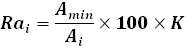 Ra_i = A_min / A_i × 100 × K